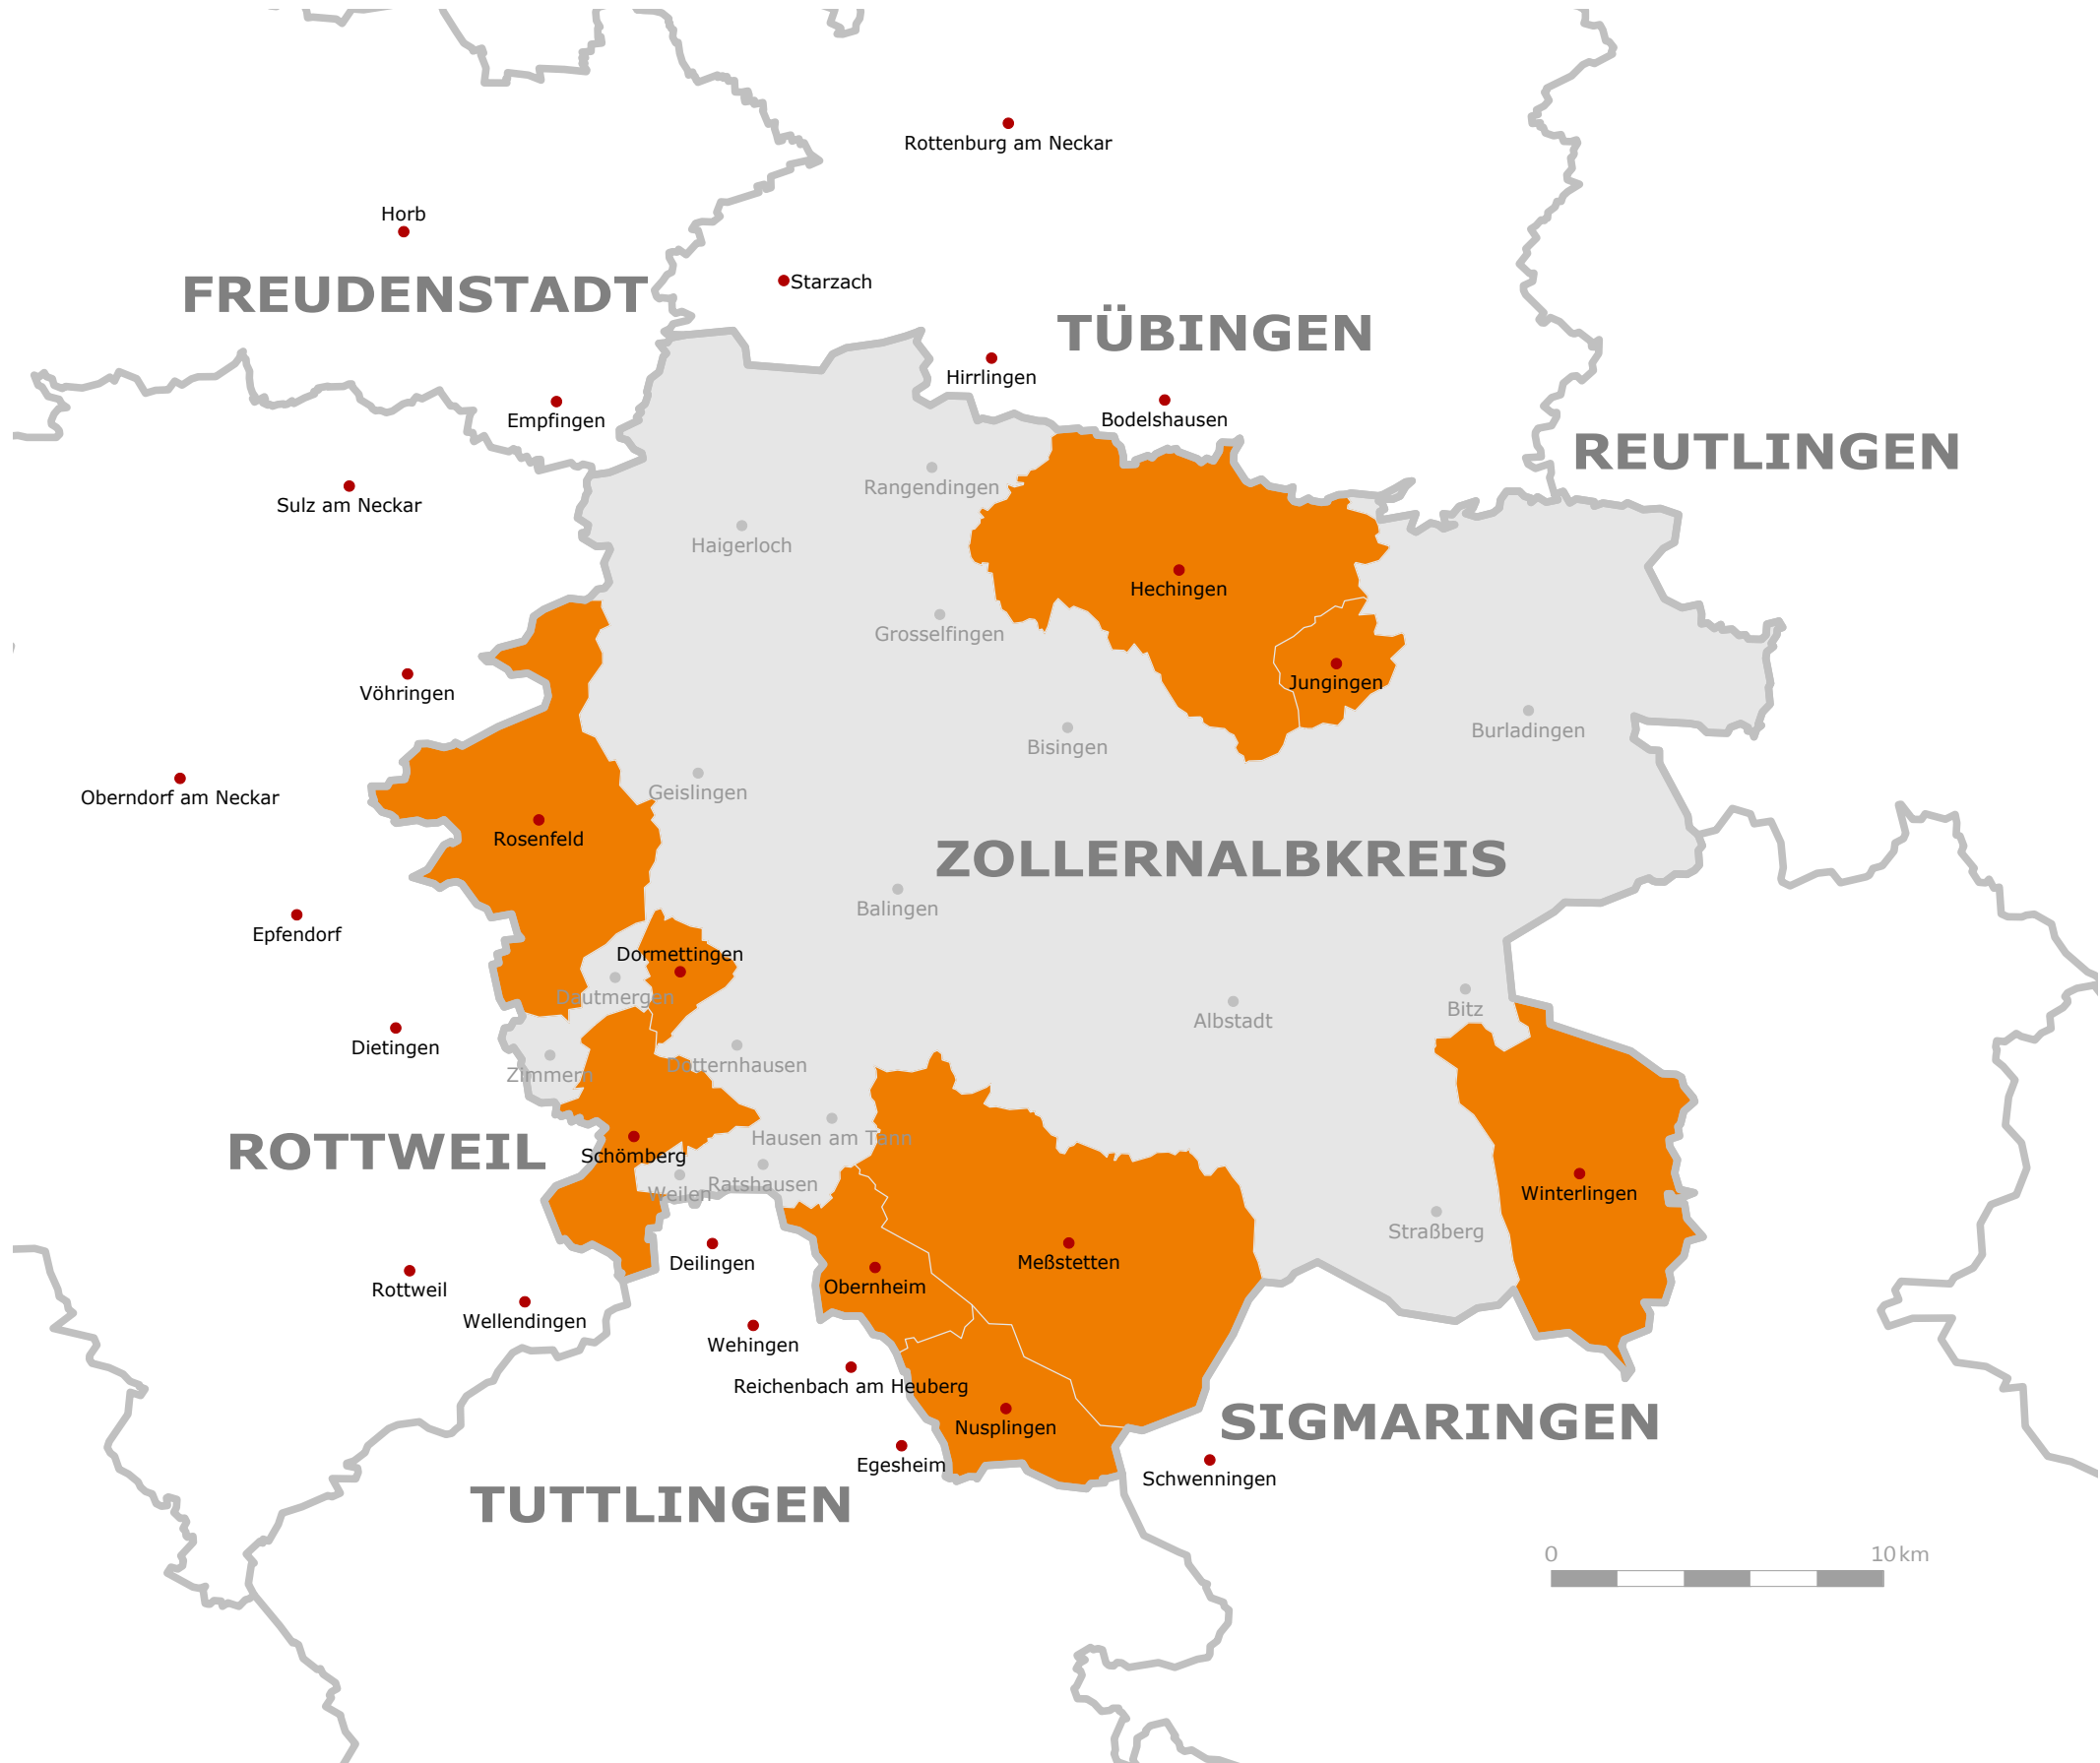 Rottenburg am Neckar
Horb
Starzach
FREUDENSTADT
TÜBINGEN
Hirrlingen
Empfingen
Bodelshausen
REUTLINGEN
Rangendingen
Sulz am Neckar
Haigerloch
Hechingen
Grosselfingen
Jungingen
Vöhringen
Burladingen
Bisingen
Geislingen
Oberndorf am Neckar
Rosenfeld
ZOLLERNALBKREIS
Balingen
Epfendorf
Dormettingen
Dautmergen
Bitz
Albstadt
Dietingen
Dotternhausen
Zimmern
Hausen am Tann
ROTTWEIL
Schömberg
Ratshausen
Weilen
Winterlingen
Straßberg
Deilingen
Meßstetten
Obernheim
Rottweil
Wellendingen
Wehingen
Reichenbach am Heuberg
Nusplingen
SIGMARINGEN
Egesheim
Schwenningen
TUTTLINGEN
0 10 km